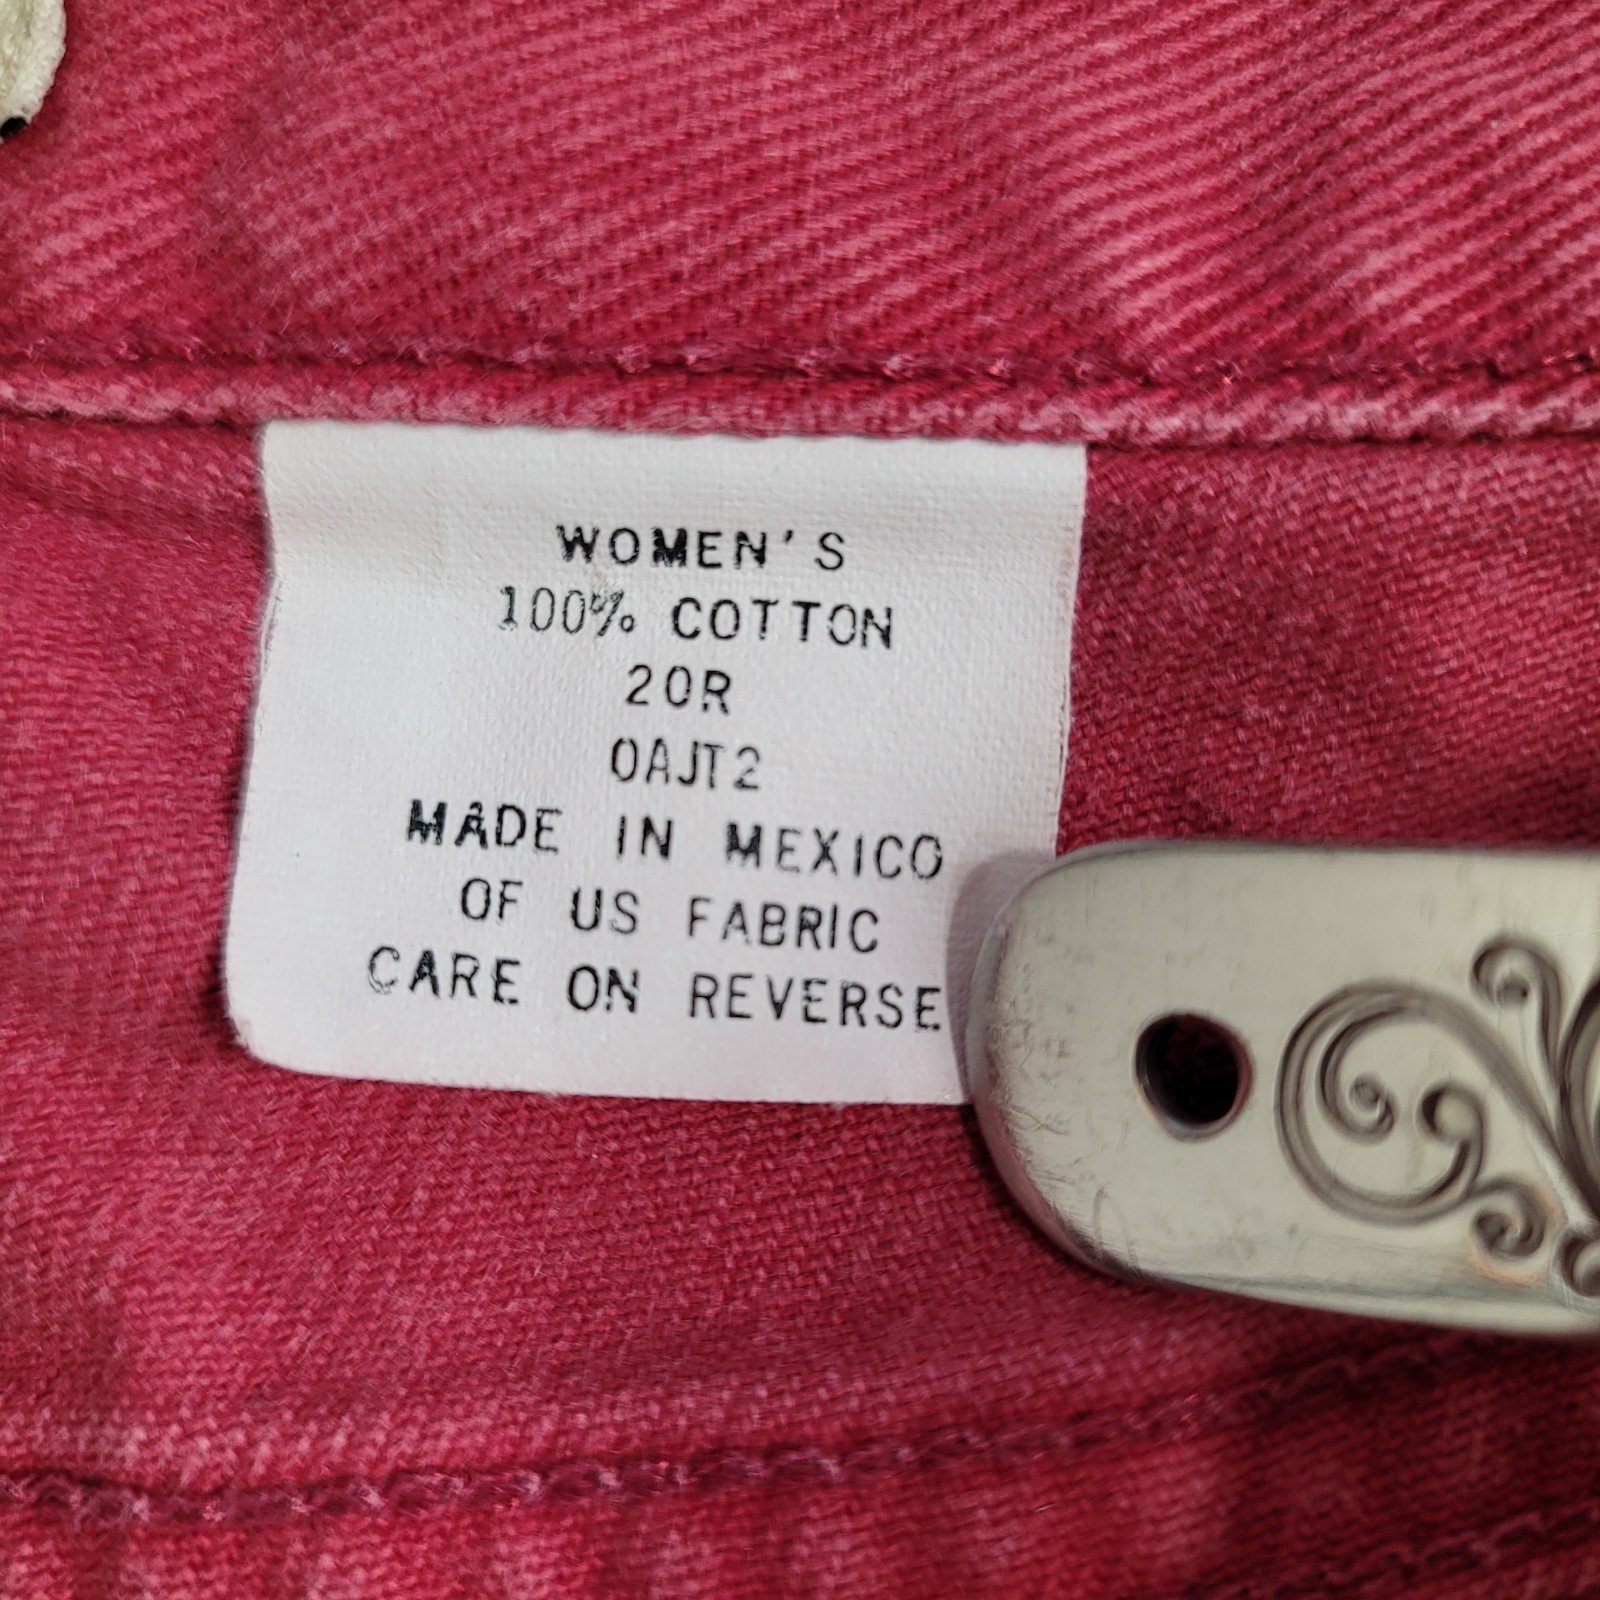 WOMEN'S
100% COTTON
20R
0AJT2
MADE IN MEXICO
OF US FABRIC
CARE ON REVERSE